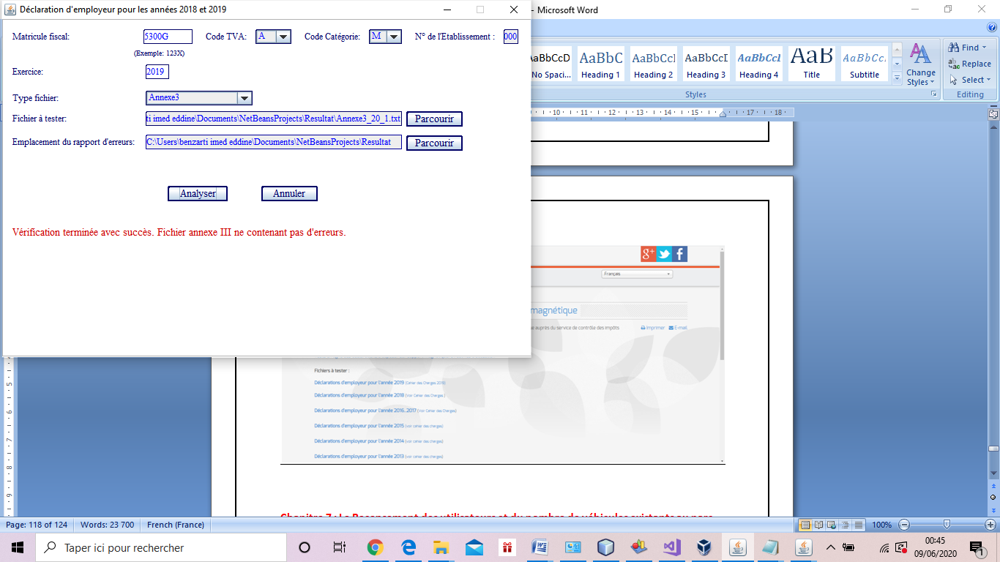 Déclaration d'employeur pour les années 2018 et 2019
- Microsoft Word
Matricule fiscal: 5300G Code TVA: A Code Catégorie: M N° de l'Etablissement : 000
(Exemple: 123X)
Exercice: 2019
Type fichier: Annexe3
Fichier à tester: ti imed eddine\Documents\NetBeansProjects\Resultat\Annexe3_20_1.txt Parcourir
Emplacement du rapport d'erreurs: C:\Users\benzarti imed eddine\Documents\NetBeansProjects\Resultat Parcourir
Analyser Annuler
Vérification terminée avec succès. Fichier annexe III ne contenant pas d'erreurs.
AaBbCcD AaBbC AaBbCcI AaBbCcI AaBbCcI AaB AaBbCcI
No Spaci... Heading 1 Heading 2 Heading 3 Heading 4 Title Subtitle
Change
Styles
Find
Replace
Select
Styles Editing
10 11 12 13 14 15 17 18
g+ f
Français
magnétique
e auprès du service de contrôle des impôts Imprimer E-mail
Fichiers à tester :
Déclarations d'employeur pour l'année 2019 (Cahier des Charges 2019)
Déclarations d'employeur pour l'année 2018 (Voir Cahier des Charges )
Déclarations d'employeur pour l'année 2016..2017 (Voir Cahier des Charges)
Déclarations d'employeur pour l'année 2015 (voir cahier des charges)
Déclarations d'employeur pour l'année 2014 (voir cahier des charges)
Déclarations d'employeur pour l'année 2013 (voir cahier des charges)
Chapitre 7 : Le Recensement des utilisateurs et du nombre de véhicules existants au parc
Page: 118 of 124 Words: 23 700 French (France) 100%
Taper ici pour rechercher
00:45
09/06/2020
1